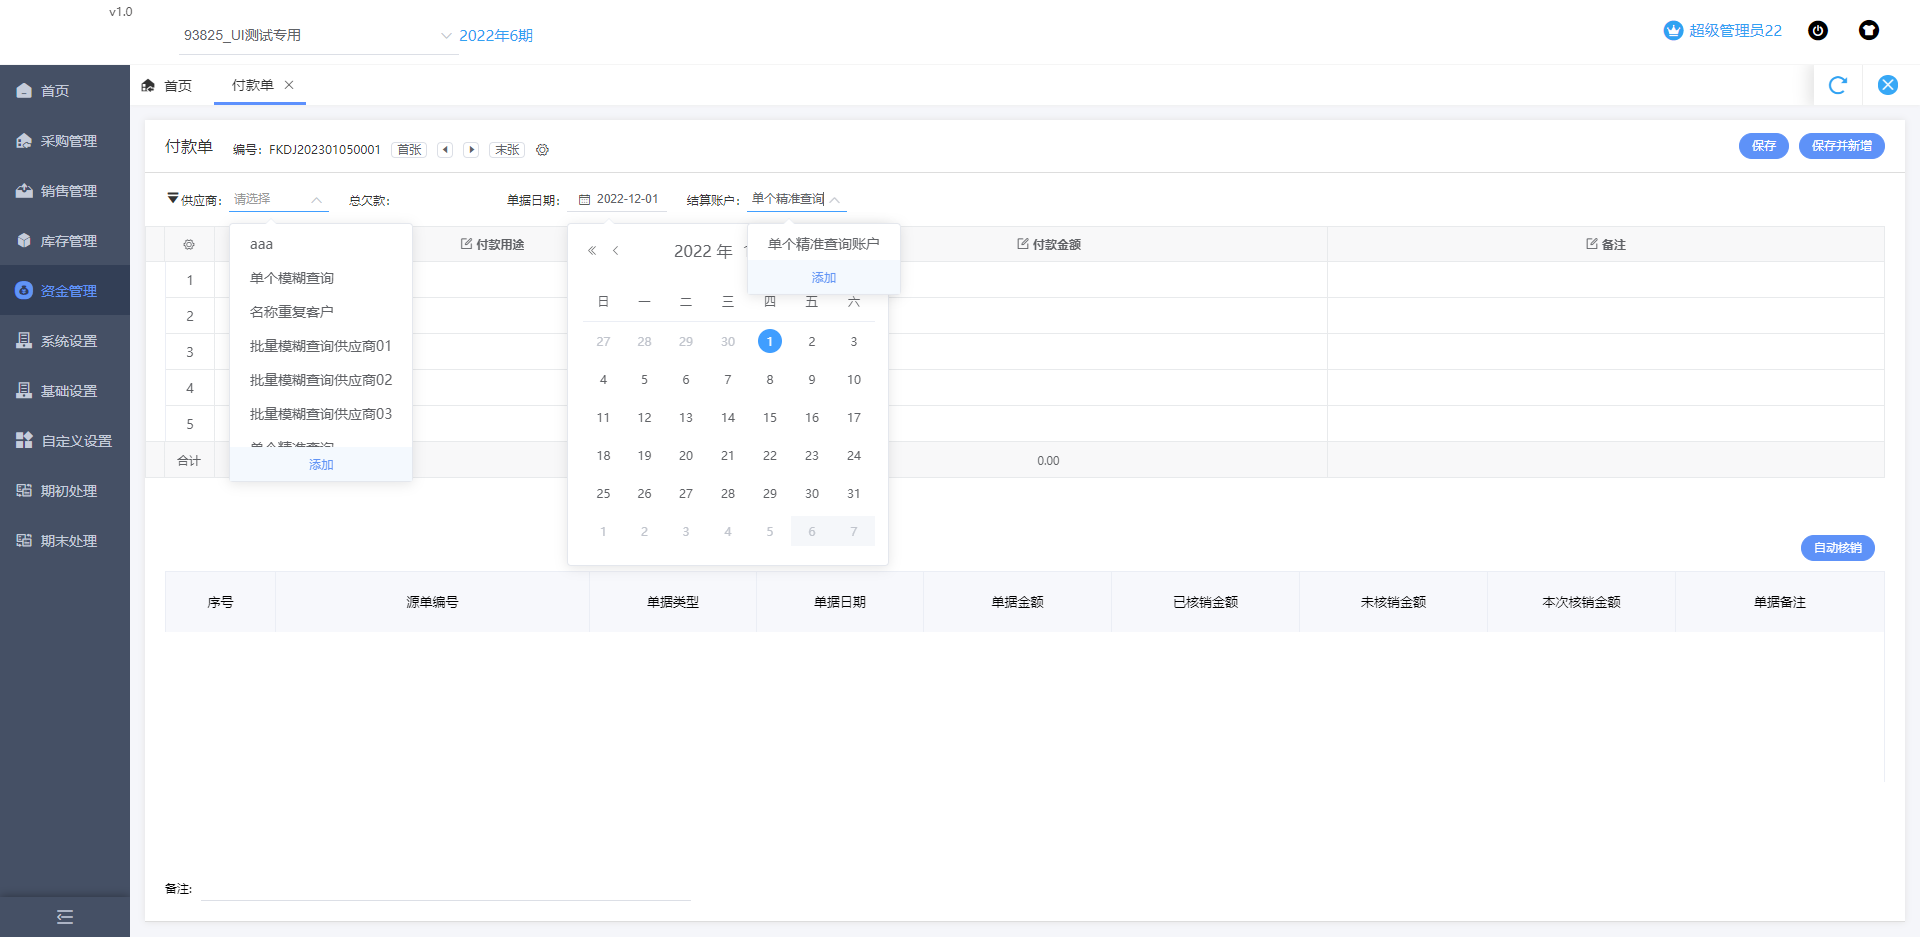 v1.0
93825_UI测试专用
2022年6期
超级管理员22
首页
采购管理
销售管理
库存管理
资金管理
系统设置
基础设置
自定义设置
期初处理
期末处理
首页
付款单
付款单
编号：FKDJ202301050001
首张
末张
保存
保存并新增
供应商：
请选择
总欠款：
单据日期：
2022-12-01
结算账户：
单个精准查询
付款用途
付款金额
备注
1
2
3
4
5
合计
0.00
aaa
单个模糊查询
名称重复客户
批量模糊查询供应商01
批量模糊查询供应商02
批量模糊查询供应商03
单个精准查询
添加
2022 年
日 一 二 三 四 五 六
27 28 29 30 1 2 3
4 5 6 7 8 9 10
11 12 13 14 15 16 17
18 19 20 21 22 23 24
25 26 27 28 29 30 31
1 2 3 4 5 6 7
单个精准查询账户
添加
自动核销
序号 源单编号 单据类型 单据日期 单据金额 已核销金额 未核销金额 本次核销金额 单据备注
备注: